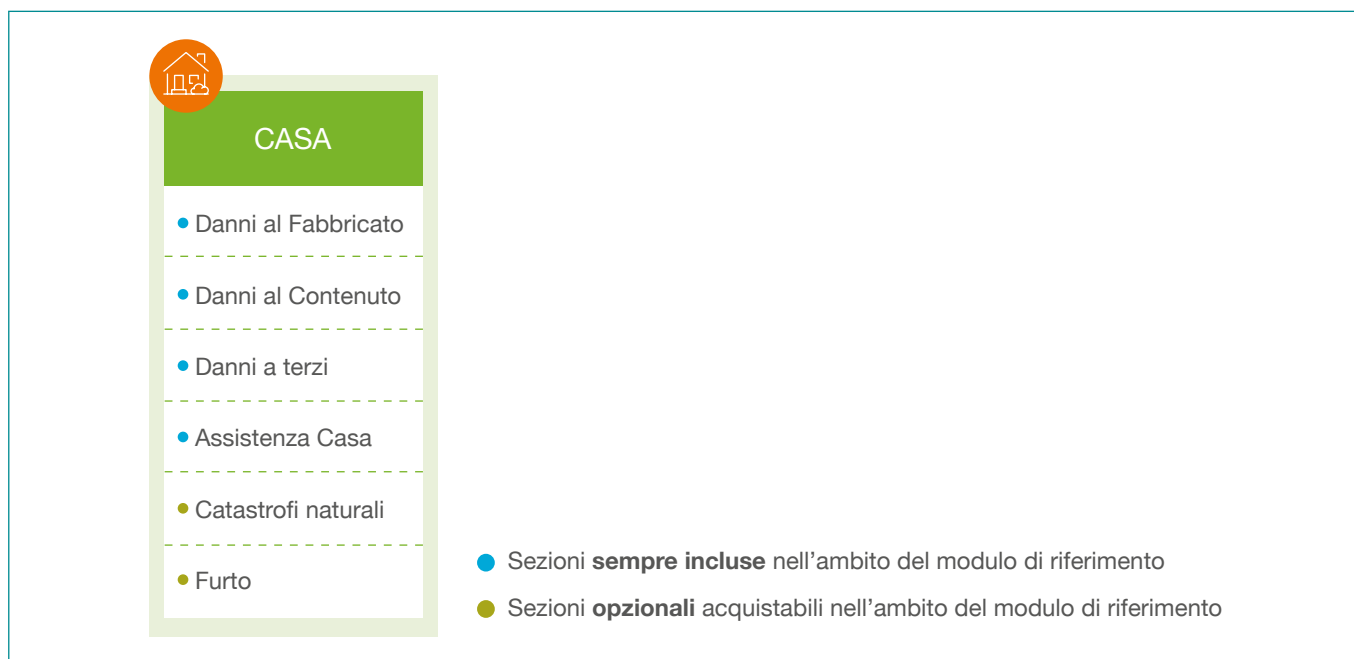 CASA
Danni al Fabbricato
Danni al Contenuto
Danni a terzi
Assistenza Casa
Catastrofi naturali
Furto
Sezioni sempre incluse nell’ambito del modulo di riferimento
Sezioni opzionali acquistabili nell’ambito del modulo di riferimento